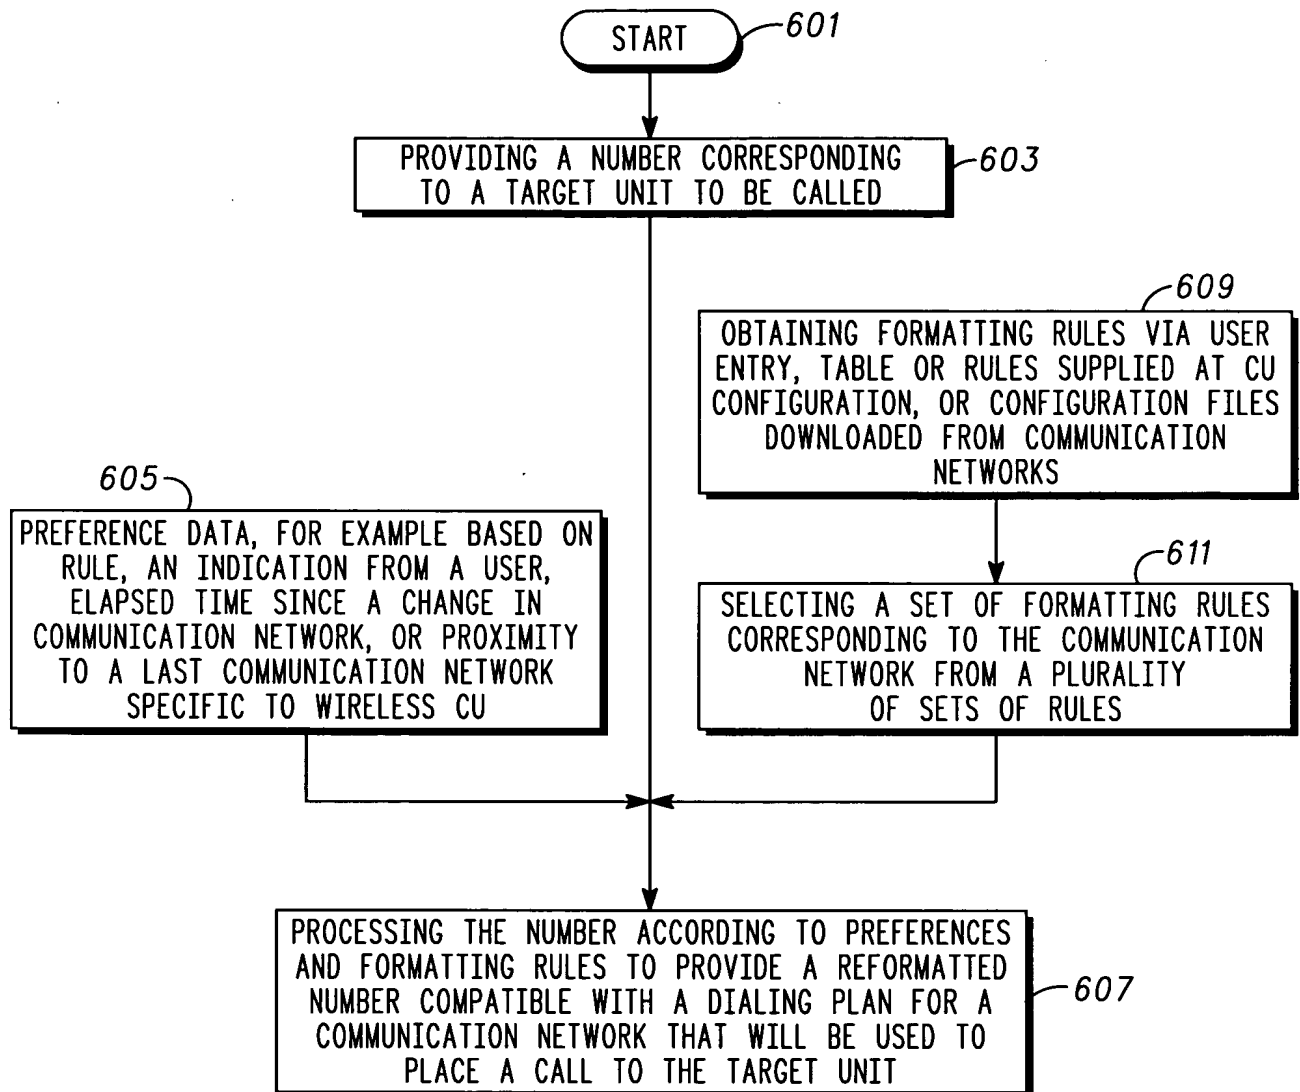 START
601
PROVIDING A NUMBER CORRESPONDING
TO A TARGET UNIT TO BE CALLED
603
609
OBTAINING FORMATTING RULES VIA USER
ENTRY, TABLE OR RULES SUPPLIED AT CU
CONFIGURATION, OR CONFIGURATION FILES
DOWNLOADED FROM COMMUNICATION
NETWORKS
605
PREFERENCE DATA, FOR EXAMPLE BASED ON
RULE, AN INDICATION FROM A USER,
ELAPSED TIME SINCE A CHANGE IN
COMMUNICATION NETWORK, OR PROXIMITY
TO A LAST COMMUNICATION NETWORK
SPECIFIC TO WIRELESS CU
611
SELECTING A SET OF FORMATTING RULES
CORRESPONDING TO THE COMMUNICATION
NETWORK FROM A PLURALITY
OF SETS OF RULES
PROCESSING THE NUMBER ACCORDING TO PREFERENCES
AND FORMATTING RULES TO PROVIDE A REFORMATTED
NUMBER COMPATIBLE WITH A DIALING PLAN FOR A
COMMUNICATION NETWORK THAT WILL BE USED TO
PLACE A CALL TO THE TARGET UNIT
607